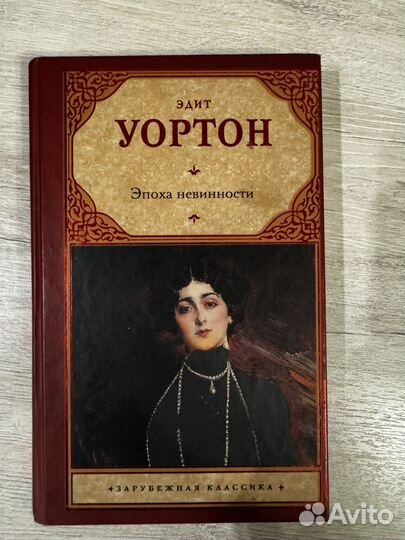 ЭДИТ
УОРТОН
Эпоха невинности
ЗАРУБЕЖНАЯ КЛАССИКА
Avito